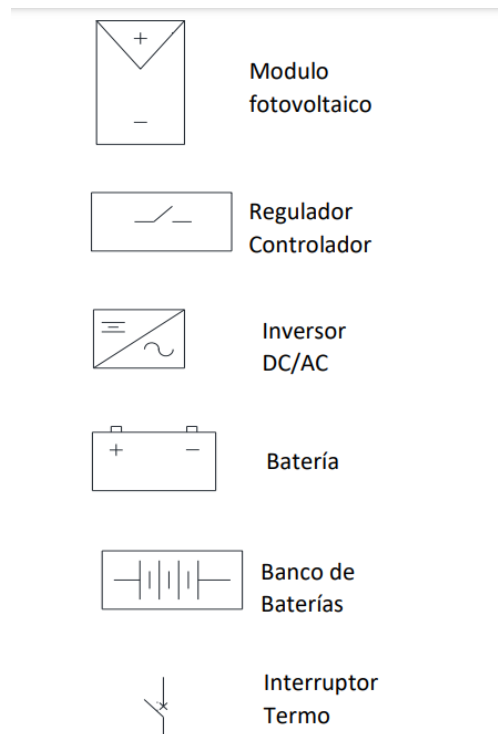 +
−
Modulo
fotovoltaico
Regulador
Controlador
Inversor
DC/AC
+ −
Batería
Banco de
Baterías
Interruptor
Termo